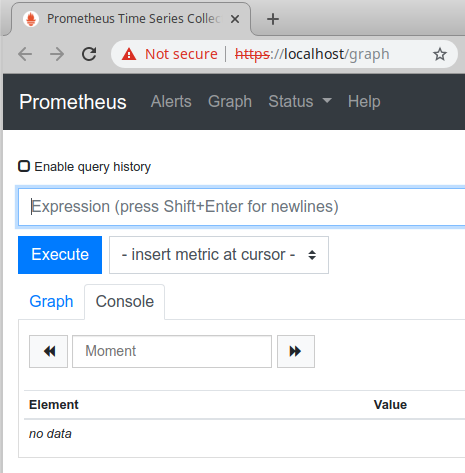 Prometheus Time Series Collec
Not secure | https://localhost/graph
Prometheus Alerts Graph Status Help
Enable query history
Expression (press Shift+Enter for newlines)
Execute - insert metric at cursor -
Graph Console
Moment
Element Value
no data